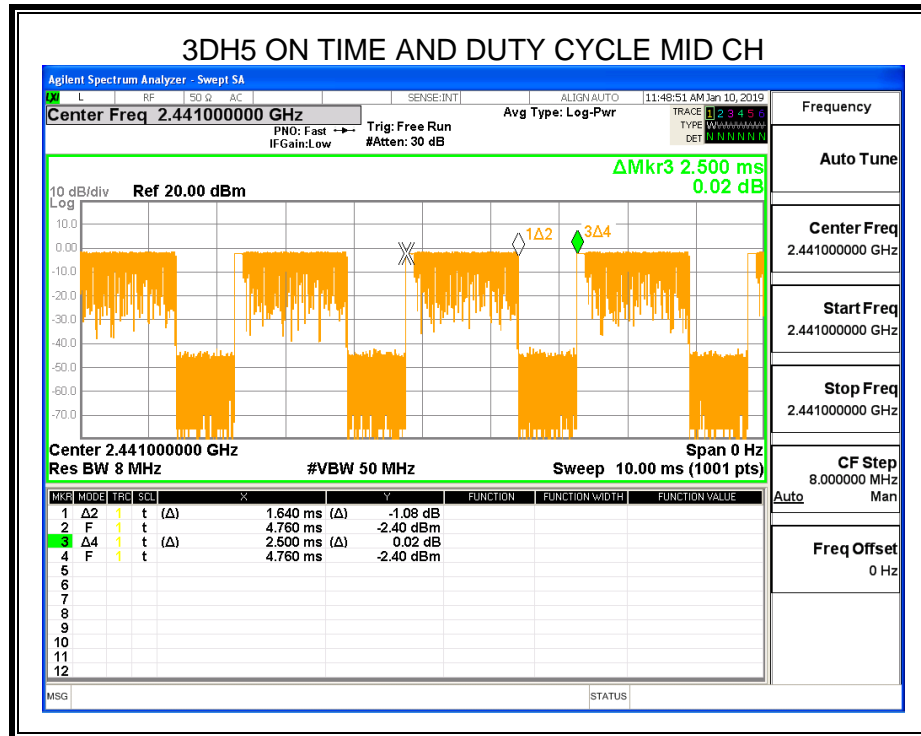 3DH5 ON TIME AND DUTY CYCLE MID CH
Agilent Spectrum Analyzer - Swept SA
L RF 50 Ω AC SENSE:INT ALIGN AUTO 11:48:51 AM Jan 10, 2019
Center Freq 2.441000000 GHz
PNO: Fast
IFGain:Low
Trig: Free Run
#Atten: 30 dB
Avg Type: Log-Pwr
TRACE 1 2 3 4 5 6
TYPE
DET N N N N N N
ΔMkr3 2.500 ms
0.02 dB
10 dB/div Ref 20.00 dBm
Log
10.0
0.00
-10.0
-20.0
-30.0
-40.0
-50.0
-60.0
-70.0
1Δ2
3Δ4
Center 2.441000000 GHz Span 0 Hz
Res BW 8 MHz #VBW 50 MHz Sweep 10.00 ms (1001 pts)
MKR MODE TRC SCL X Y FUNCTION FUNCTION WIDTH FUNCTION VALUE
1 Δ2 ↑ t (Δ) 1.640 ms (Δ) -1.08 dB
2 F ↑ t 4.760 ms -2.40 dBm
3 Δ4 ↑ t (Δ) 2.500 ms (Δ) 0.02 dB
4 F ↑ t 4.760 ms -2.40 dBm
5
6
7
8
9
10
11
12
MSG STATUS
Frequency
Auto Tune
Center Freq
2.441000000 GHz
Start Freq
2.441000000 GHz
Stop Freq
2.441000000 GHz
CF Step
8.000000 MHz
Auto Man
Freq Offset
0 Hz